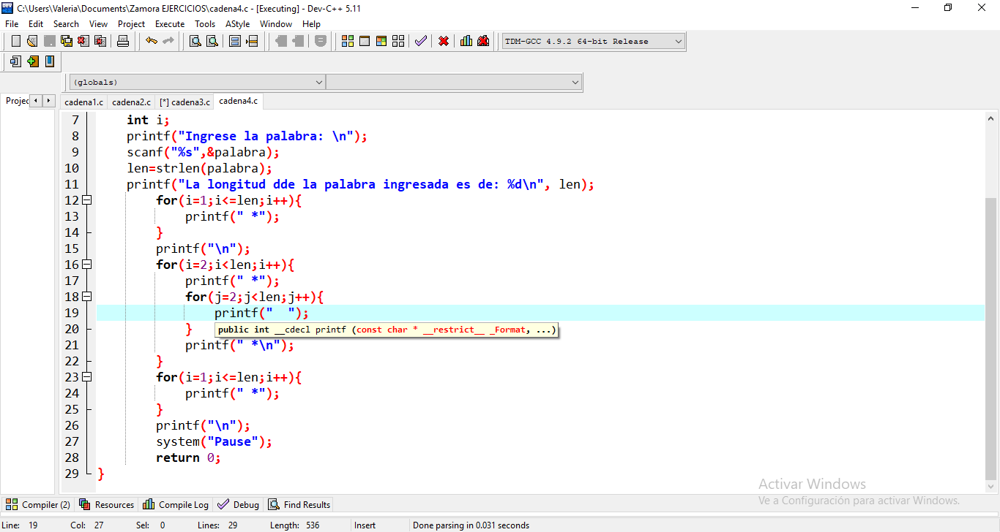 C:\Users\Valeria\Documents\Zamora EJERCICIOS\cadena4.c - [Executing] - Dev-C++ 5.11
File Edit Search View Project Execute Tools AStyle Window Help
TDM-GCC 4.9.2 64-bit Release
(globals)
Projec cadena1.c cadena2.c [*] cadena3.c cadena4.c
7 int i;
8 printf("Ingrese la palabra: \n");
9 scanf("%s",&palabra);
10 len=strlen(palabra);
11 printf("La longitud dde la palabra ingresada es de: %d\n", len);
12 for(i=1;i<=len;i++){
13 printf(" *");
14 }
15 printf("\n");
16 for(i=2;i<len;i++){
17 printf(" *");
18 for(j=2;j<len;j++){
19 printf("  ");
20 } public int __cdecl printf (const char * __restrict__ _Format, ...)
21 printf(" *\n");
22 }
23 for(i=1;i<=len;i++){
24 printf(" *");
25 }
26 printf("\n");
27 system("Pause");
28 return 0;
29 }
Activar Windows
Ve a Configuración para activar Windows.
Compiler (2) Resources Compile Log Debug Find Results
Line: 19 Col: 27 Sel: 0 Lines: 29 Length: 536 Insert Done parsing in 0.031 seconds